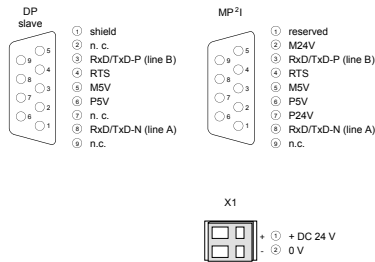 DP
slave
1 shield
2 n. c.
3 RxD/TxD-P (line B)
4 RTS
5 M5V
6 P5V
7 n. c.
8 RxD/TxD-N (line A)
9 n.c.
5
9
4
8
3
7
2
6
1
MP²I
1 reserved
2 M24V
3 RxD/TxD-P (line B)
4 RTS
5 M5V
6 P5V
7 P24V
8 RxD/TxD-N (line A)
9 n.c.
5
9
4
8
3
7
2
6
1
X1
+ 1 + DC 24 V
- 2 0 V